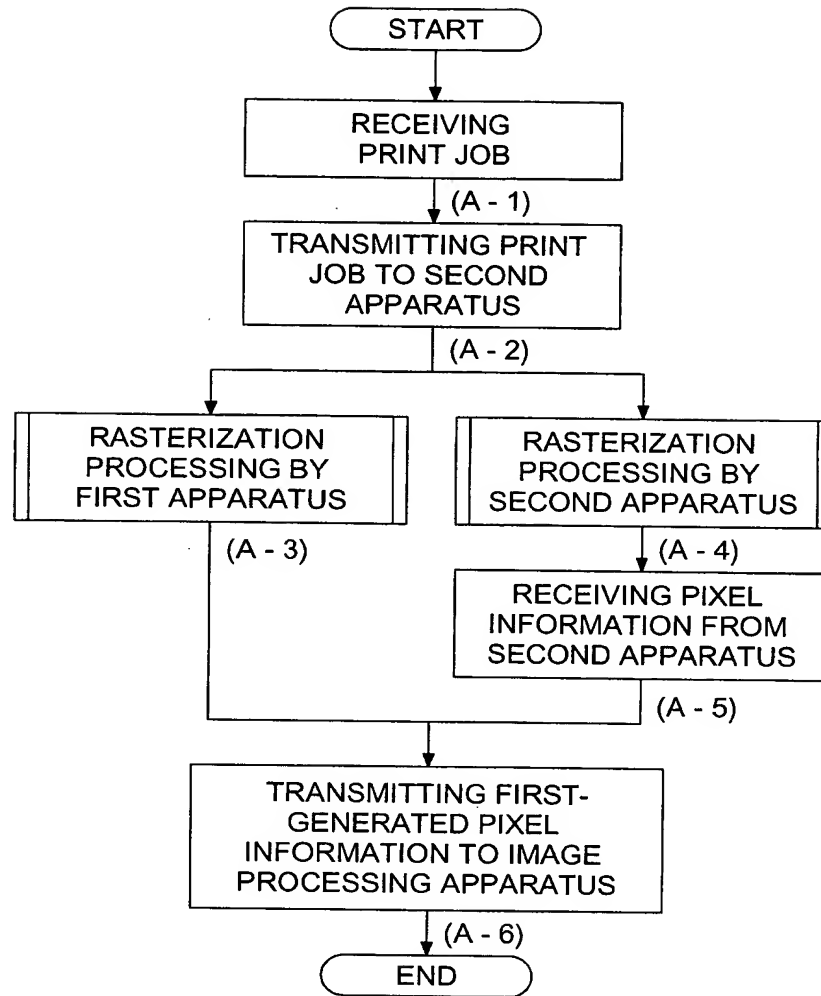 START
RECEIVING
PRINT JOB
(A - 1)
TRANSMITTING PRINT
JOB TO SECOND
APPARATUS
(A - 2)
RASTERIZATION
PROCESSING BY
FIRST APPARATUS
(A - 3)
RASTERIZATION
PROCESSING BY
SECOND APPARATUS
(A - 4)
RECEIVING PIXEL
INFORMATION FROM
SECOND APPARATUS
(A - 5)
TRANSMITTING FIRST-
GENERATED PIXEL
INFORMATION TO IMAGE
PROCESSING APPARATUS
(A - 6)
END